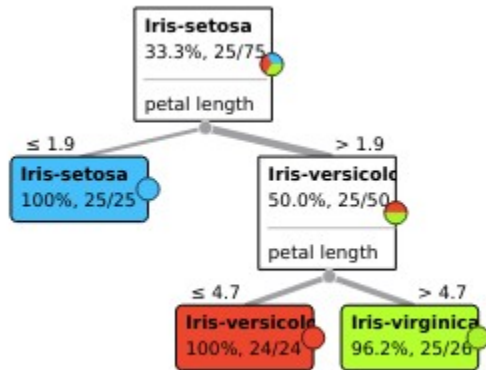 Iris-setosa
33.3%, 25/75
petal length
≤ 1.9
> 1.9
Iris-setosa
100%, 25/25
Iris-versicolo
50.0%, 25/50
petal length
≤ 4.7
> 4.7
Iris-versicolo
100%, 24/24
Iris-virginica
96.2%, 25/26